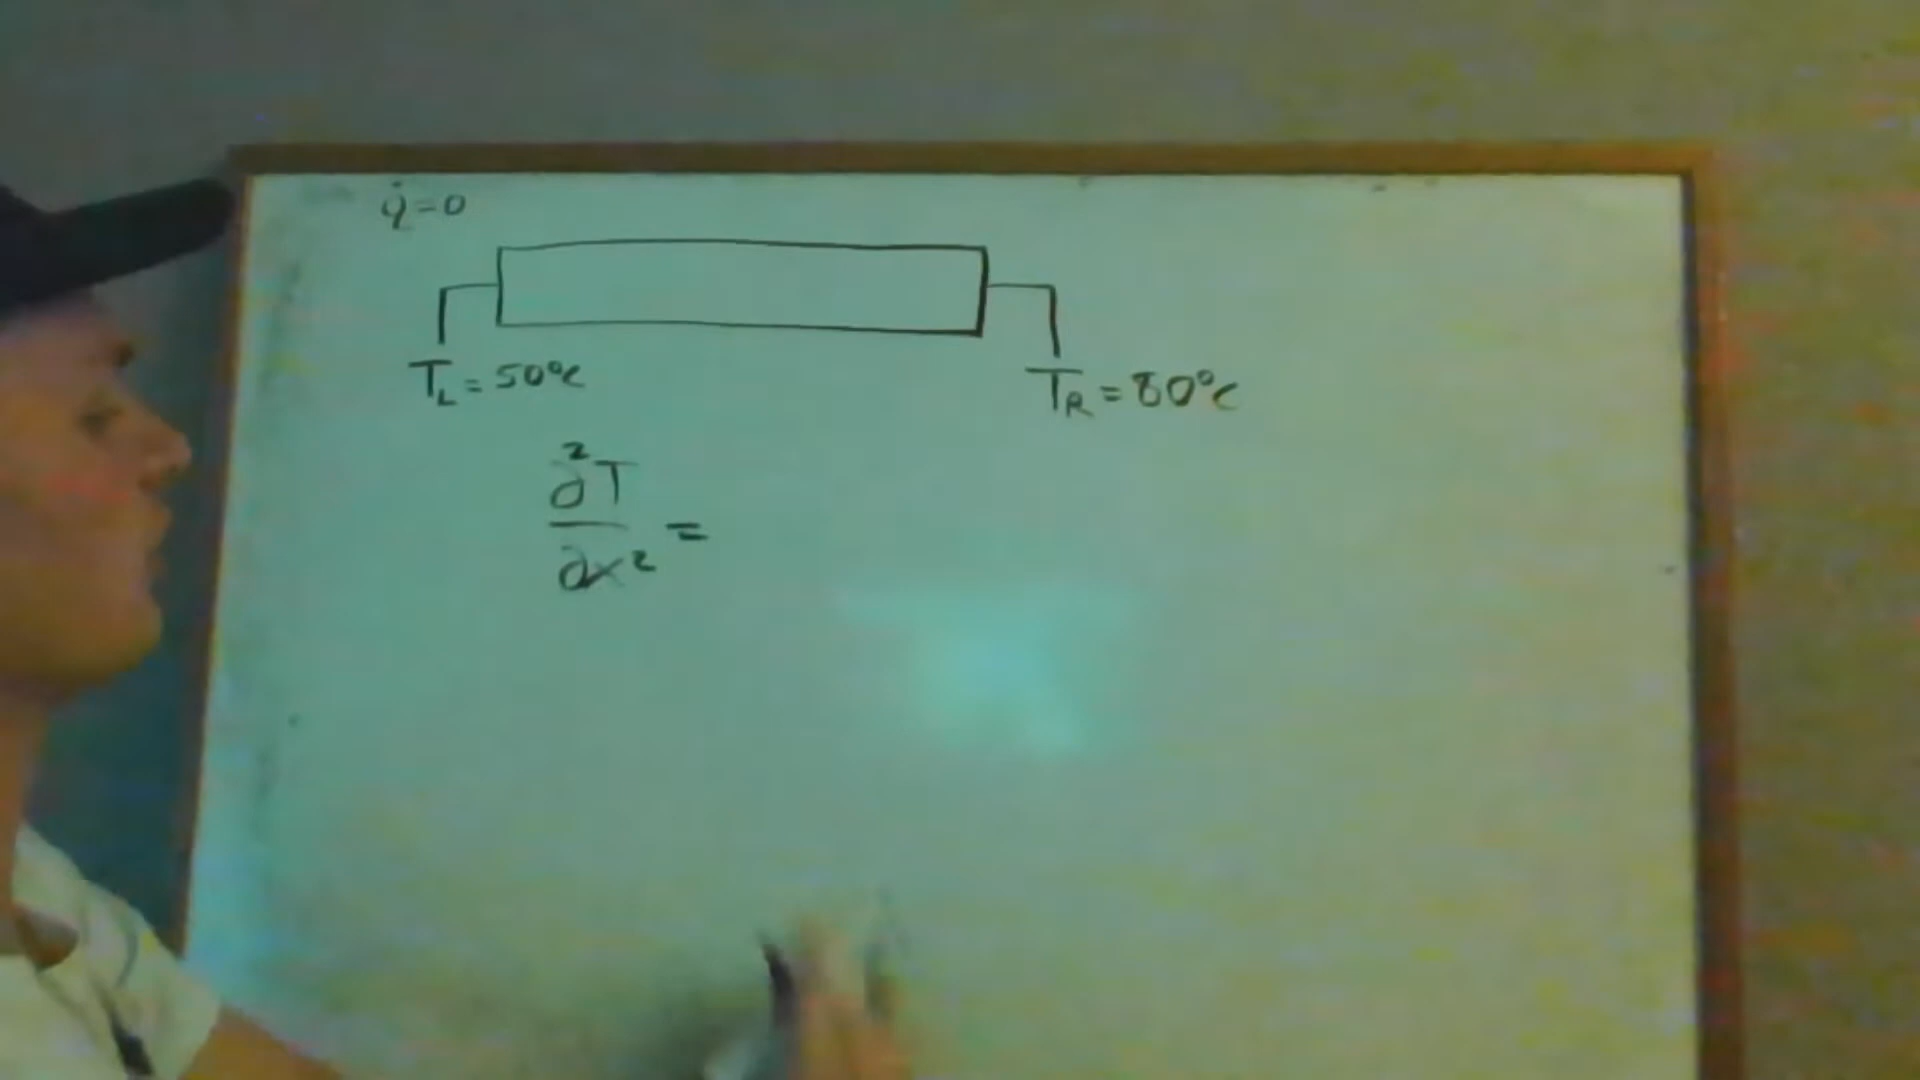 q̇=0
T_L = 50°C
T_R = 80°C
∂²T/∂x² =